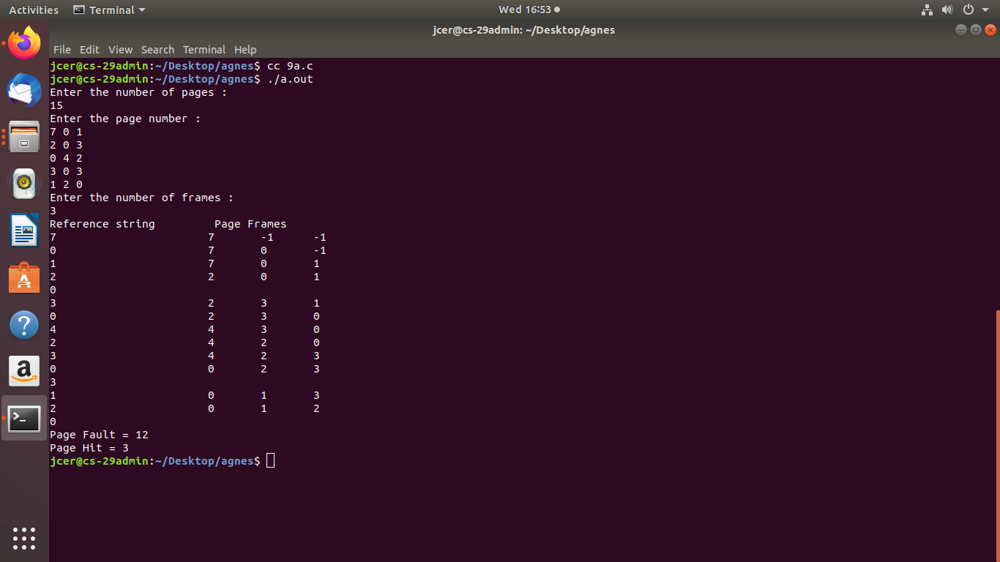 Activities Terminal Wed 16:53
jcer@cs-29admin: ~/Desktop/agnes
File Edit View Search Terminal Help
jcer@cs-29admin:~/Desktop/agnes$ cc 9a.c
jcer@cs-29admin:~/Desktop/agnes$ ./a.out
Enter the number of pages :
15
Enter the page number :
7 0 1
2 0 3
0 4 2
3 0 3
1 2 0
Enter the number of frames :
3
Reference string Page Frames
7 7 -1 -1
0 7 0 -1
1 7 0 1
2 2 0 1
0
3 2 3 1
0 2 3 0
4 4 3 0
2 4 2 0
3 4 2 3
0 0 2 3
3
1 0 1 3
2 0 1 2
0
Page Fault = 12
Page Hit = 3
jcer@cs-29admin:~/Desktop/agnes$